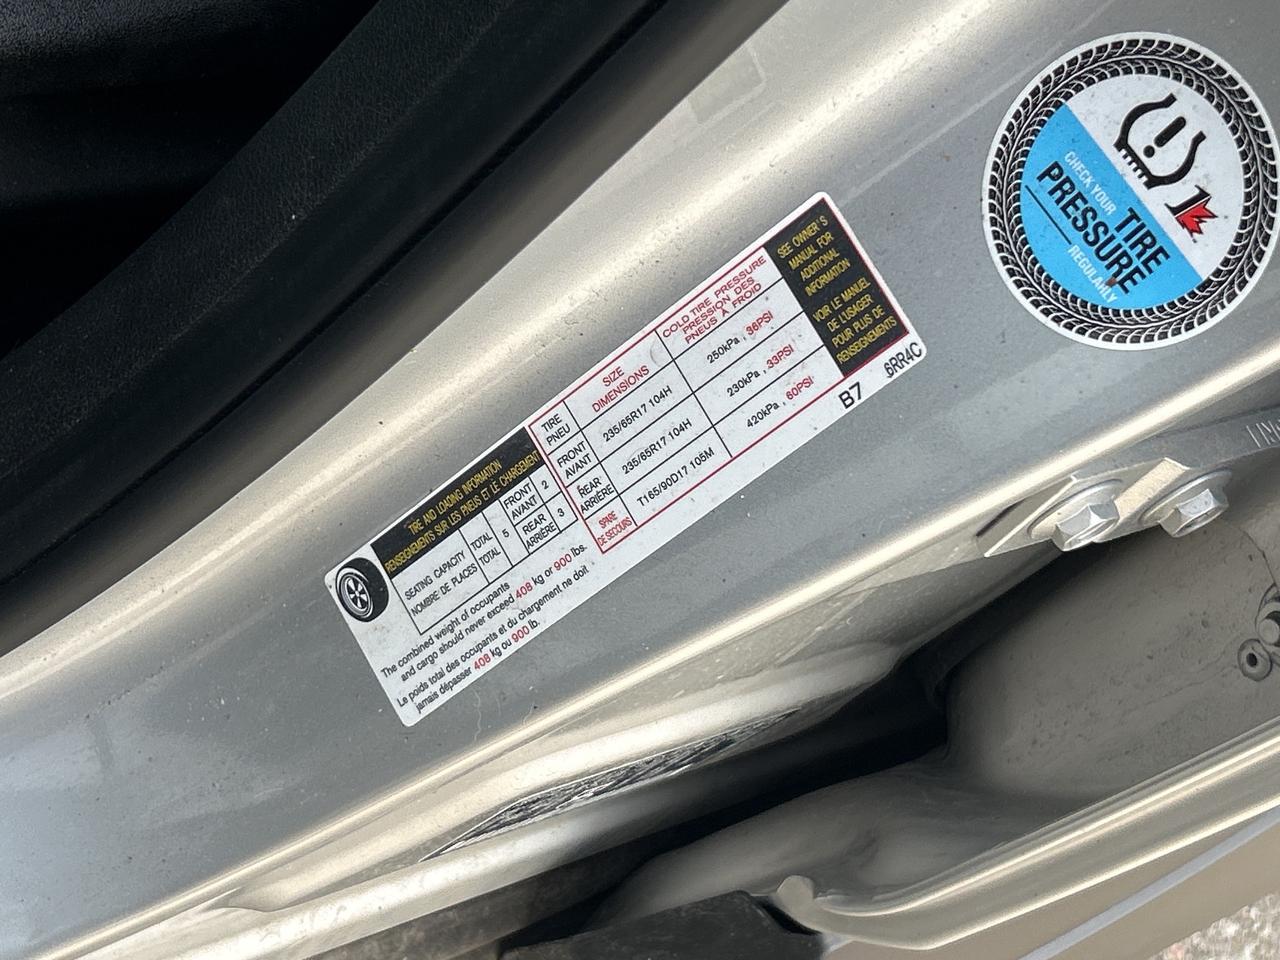 TIRE AND LOADING INFORMATION
RENSEIGNEMENTS SUR LES PNEUS ET LE CHARGEMENT
SEATING CAPACITY
NOMBRE DE PLACES
TOTAL
TOTAL
5
FRONT
AVANT
2
REAR
ARRIÈRE
3
The combined weight of occupants
and cargo should never exceed 408 kg or 900 lbs.
Le poids total des occupants et du chargement ne doit
jamais dépasser 408 kg ou 900 lb.
TIRE
PNEU
SIZE
DIMENSIONS
COLD TIRE PRESSURE
PRESSION DES
PNEUS À FROID
FRONT
AVANT
235/65R17 104H
250kPa , 36PSI
REAR
ARRIÈRE
235/65R17 104H
230kPa , 33PSI
SPARE
DE SECOURS
T165/90D17 105M
420kPa , 60PSI
SEE OWNER'S
MANUAL FOR
ADDITIONAL
INFORMATION
VOIR LE MANUEL
DE L'USAGER
POUR PLUS DE
RENSEIGNEMENTS
B7
6RR4C
CHECK YOUR
TIRE
PRESSURE
REGULARLY